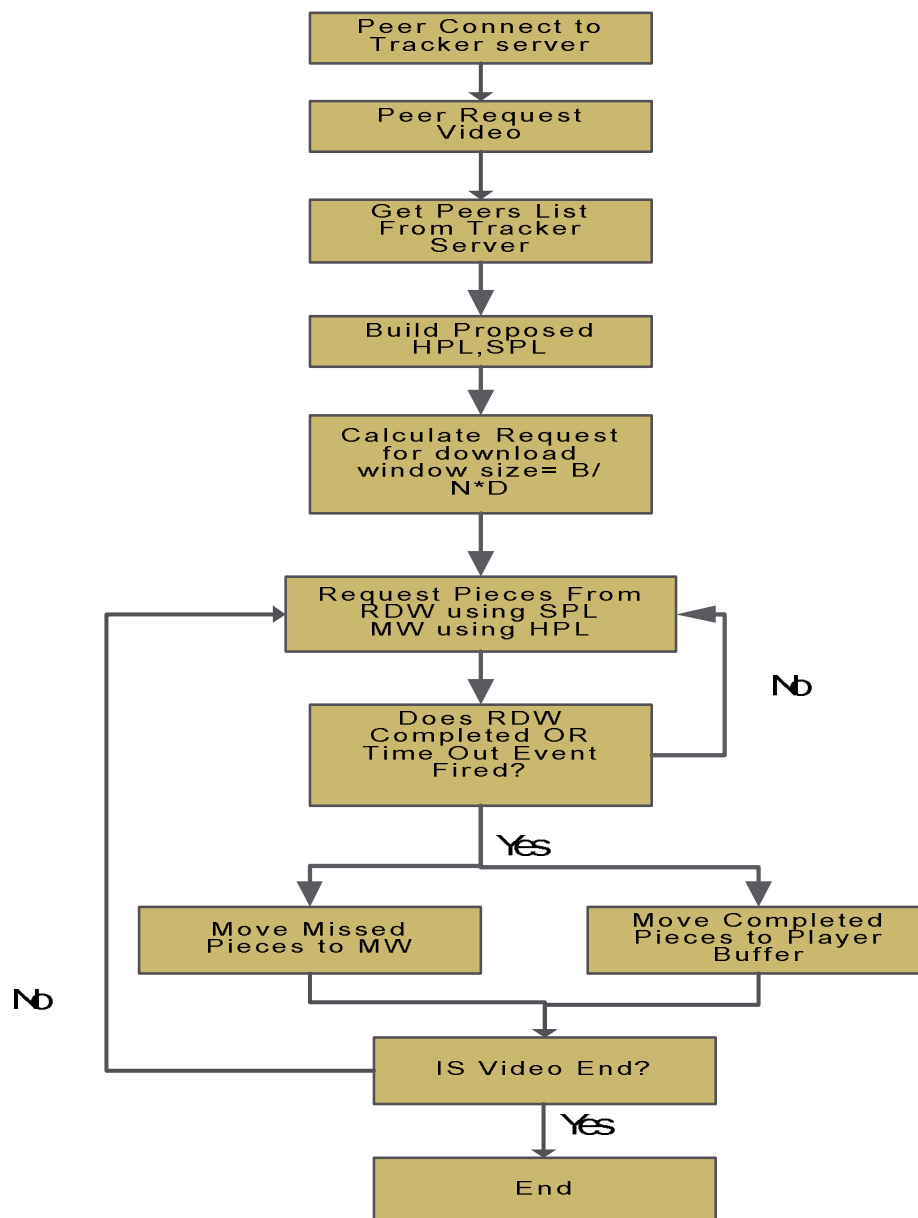 Peer Connect to
Tracker server
Peer Request
Video
Get Peers List
From Tracker
Server
Build Proposed
HPL,SPL
Calculate Request
for download
window size= B/
N*D
Request Pieces From
RDW using SPL
MW using HPL
No
Does RDW
Completed OR
Time Out Event
Fired?
Yes
Move Missed
Pieces to MW
Move Completed
Pieces to Player
Buffer
No
IS Video End?
Yes
End